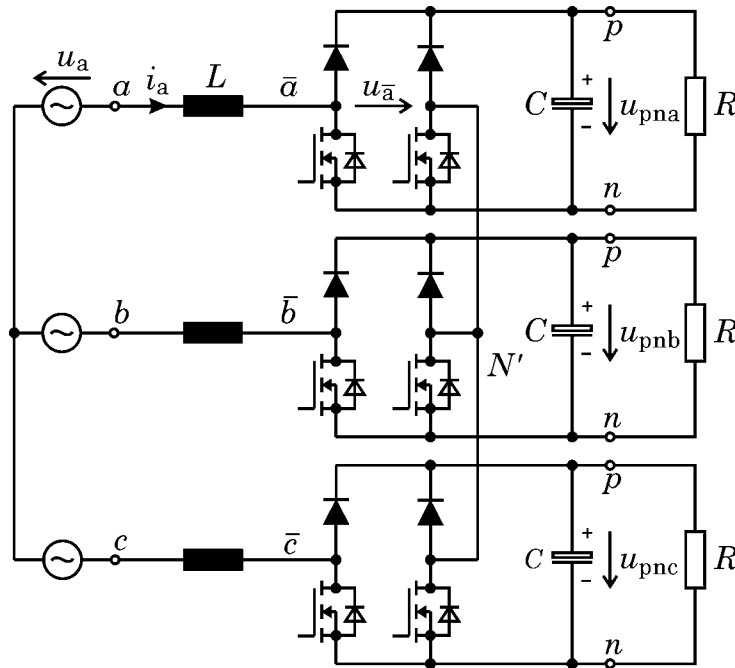 p
u_a a i_a L ā u_ā C + − u_pna R
n
p
b b̄ C + − u_pnb R
N'
n
p
c c̄ C + − u_pnc R
n